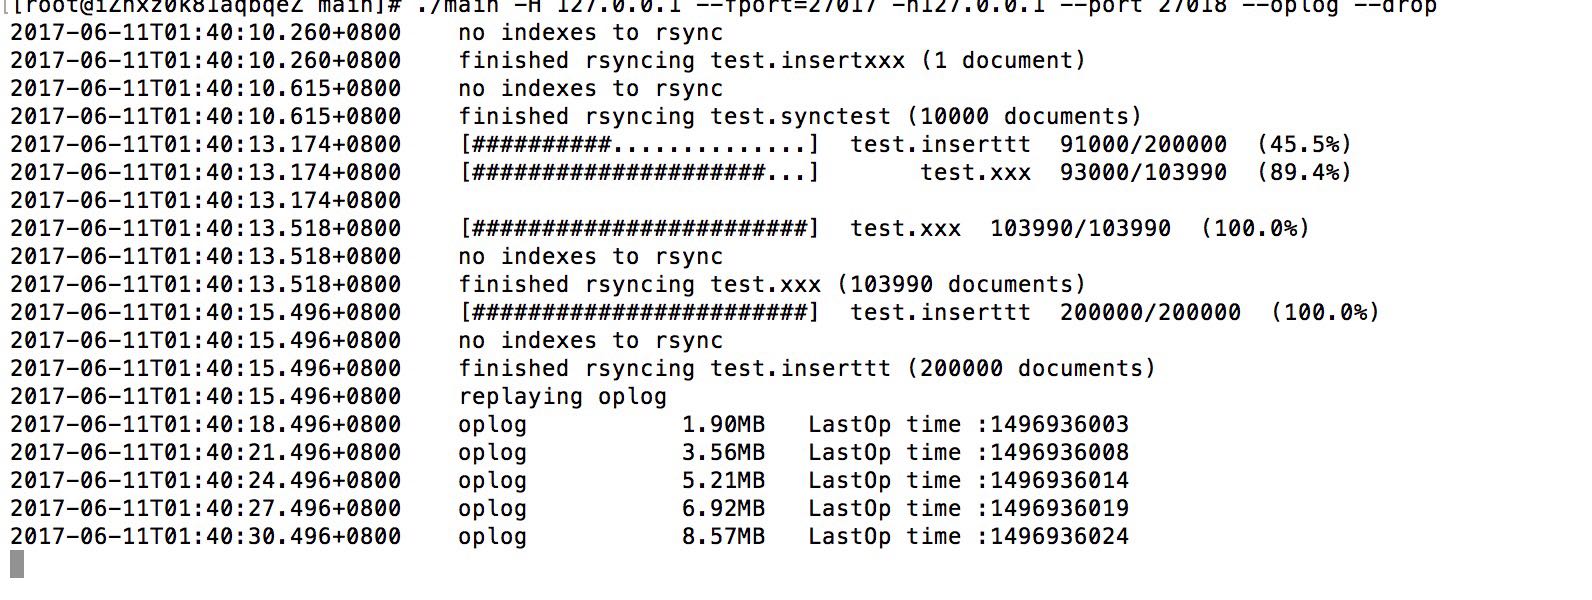 [[root@iZhxz0k81aqbqeZ main]# ./main -H 127.0.0.1 --fport=27017 -h127.0.0.1 --port 27018 --oplog --drop
2017-06-11T01:40:10.260+0800    no indexes to rsync
2017-06-11T01:40:10.260+0800    finished rsyncing test.insertxxx (1 document)
2017-06-11T01:40:10.615+0800    no indexes to rsync
2017-06-11T01:40:10.615+0800    finished rsyncing test.synctest (10000 documents)
2017-06-11T01:40:13.174+0800    [##########..............]  test.inserttt  91000/200000  (45.5%)
2017-06-11T01:40:13.174+0800    [#####################...]       test.xxx  93000/103990  (89.4%)
2017-06-11T01:40:13.174+0800
2017-06-11T01:40:13.518+0800    [########################]  test.xxx  103990/103990  (100.0%)
2017-06-11T01:40:13.518+0800    no indexes to rsync
2017-06-11T01:40:13.518+0800    finished rsyncing test.xxx (103990 documents)
2017-06-11T01:40:15.496+0800    [########################]  test.inserttt  200000/200000  (100.0%)
2017-06-11T01:40:15.496+0800    no indexes to rsync
2017-06-11T01:40:15.496+0800    finished rsyncing test.inserttt (200000 documents)
2017-06-11T01:40:15.496+0800    replaying oplog
2017-06-11T01:40:18.496+0800    oplog           1.90MB   LastOp time :1496936003
2017-06-11T01:40:21.496+0800    oplog           3.56MB   LastOp time :1496936008
2017-06-11T01:40:24.496+0800    oplog           5.21MB   LastOp time :1496936014
2017-06-11T01:40:27.496+0800    oplog           6.92MB   LastOp time :1496936019
2017-06-11T01:40:30.496+0800    oplog           8.57MB   LastOp time :1496936024